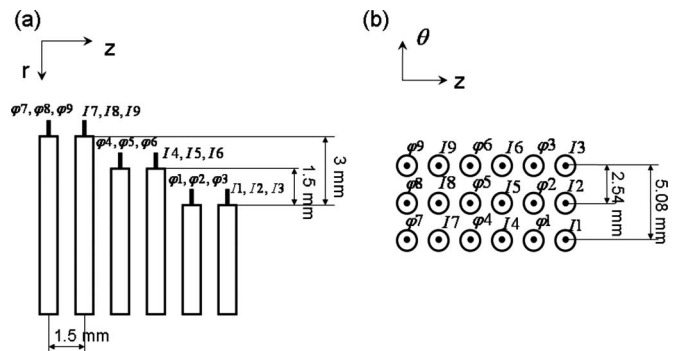 (a)
z
r
φ7, φ8, φ9 I7, I8, I9
φ4, φ5, φ6 I4, I5, I6
φ1, φ2, φ3 I1, I2, I3
1.5 mm
3 mm
1.5 mm
(b)
θ
z
φ9 I9 φ6 I6 φ3 I3
φ8 I8 φ5 I5 φ2 I2
φ7 I7 φ4 I4 φ1 I1
2.54 mm
5.08 mm